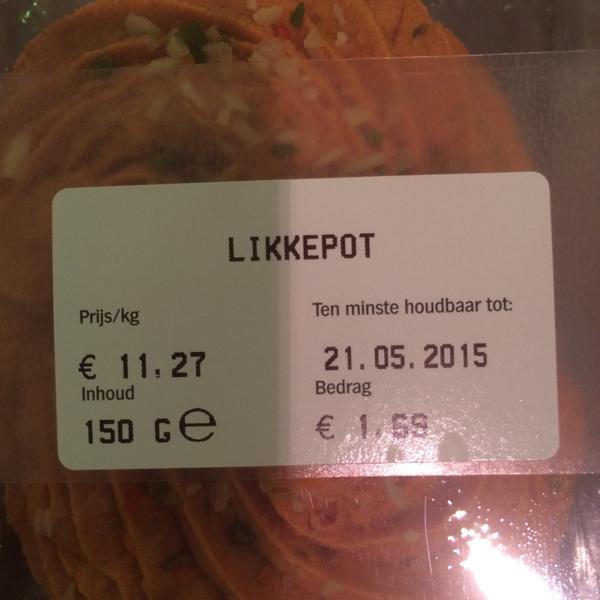 LIKKEPOT
Prijs/kg
Ten minste houdbaar tot:
€ 11,27
21.05.2015
Inhoud
Bedrag
150 G e
€ 1,69